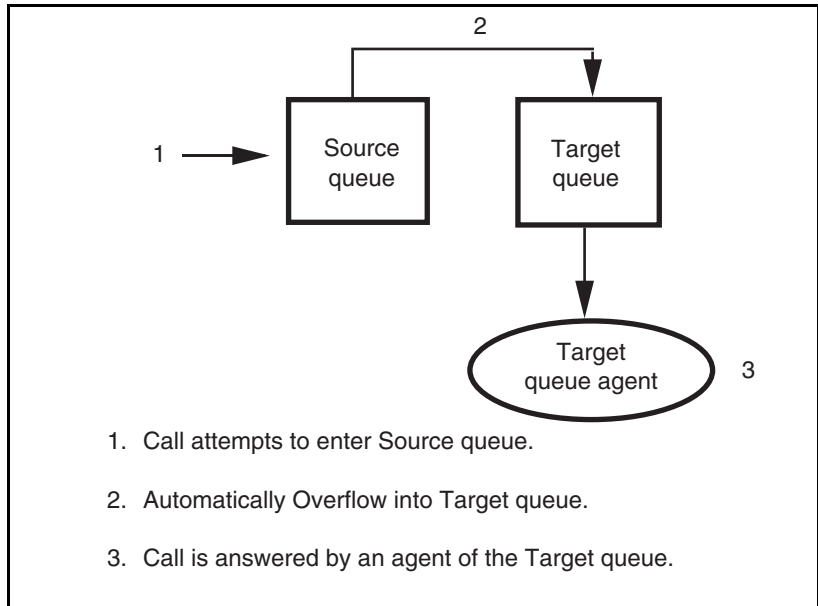 2
1
Source
queue
Target
queue
Target
queue agent
3
1. Call attempts to enter Source queue.
2. Automatically Overflow into Target queue.
3. Call is answered by an agent of the Target queue.